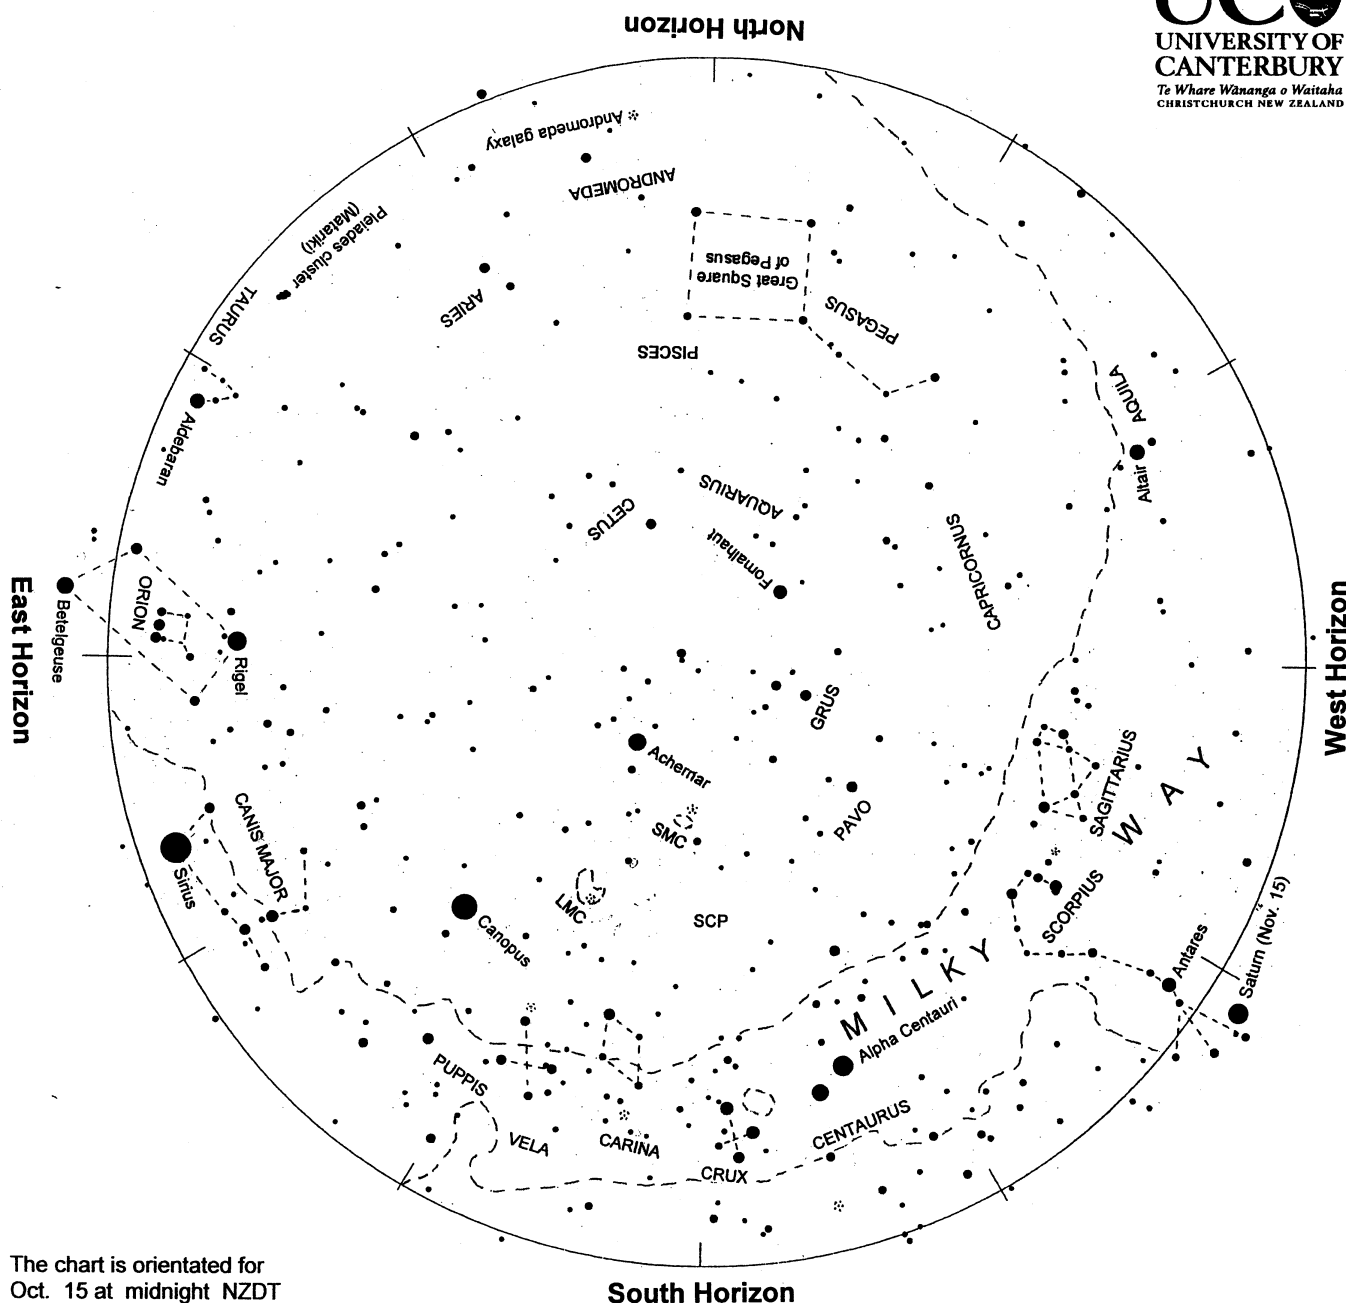 North Horizon
UC
UNIVERSITY OF
CANTERBURY
Te Whare Wānanga o Waitaha
CHRISTCHURCH NEW ZEALAND
Andromeda galaxy
ANDROMEDA
Pleiades cluster
(Matariki)
TAURUS
ARIES
Great Square
of Pegasus
PEGASUS
PISCES
Aldebaran
AQUILA
Altair
CETUS
AQUARIUS
Fomalhaut
CAPRICORNUS
East Horizon
Betelgeuse
ORION
Rigel
West Horizon
GRUS
Achernar
SMC
PAVO
SAGITTARIUS
MILKY WAY
CANIS MAJOR
Sirius
Canopus
LMC
SCP
SCORPIUS
Antares
Saturn (Nov. 15)
Alpha Centauri
PUPPIS
VELA
CARINA
CRUX
CENTAURUS
The chart is orientated for
Oct. 15 at midnight NZDT
South Horizon